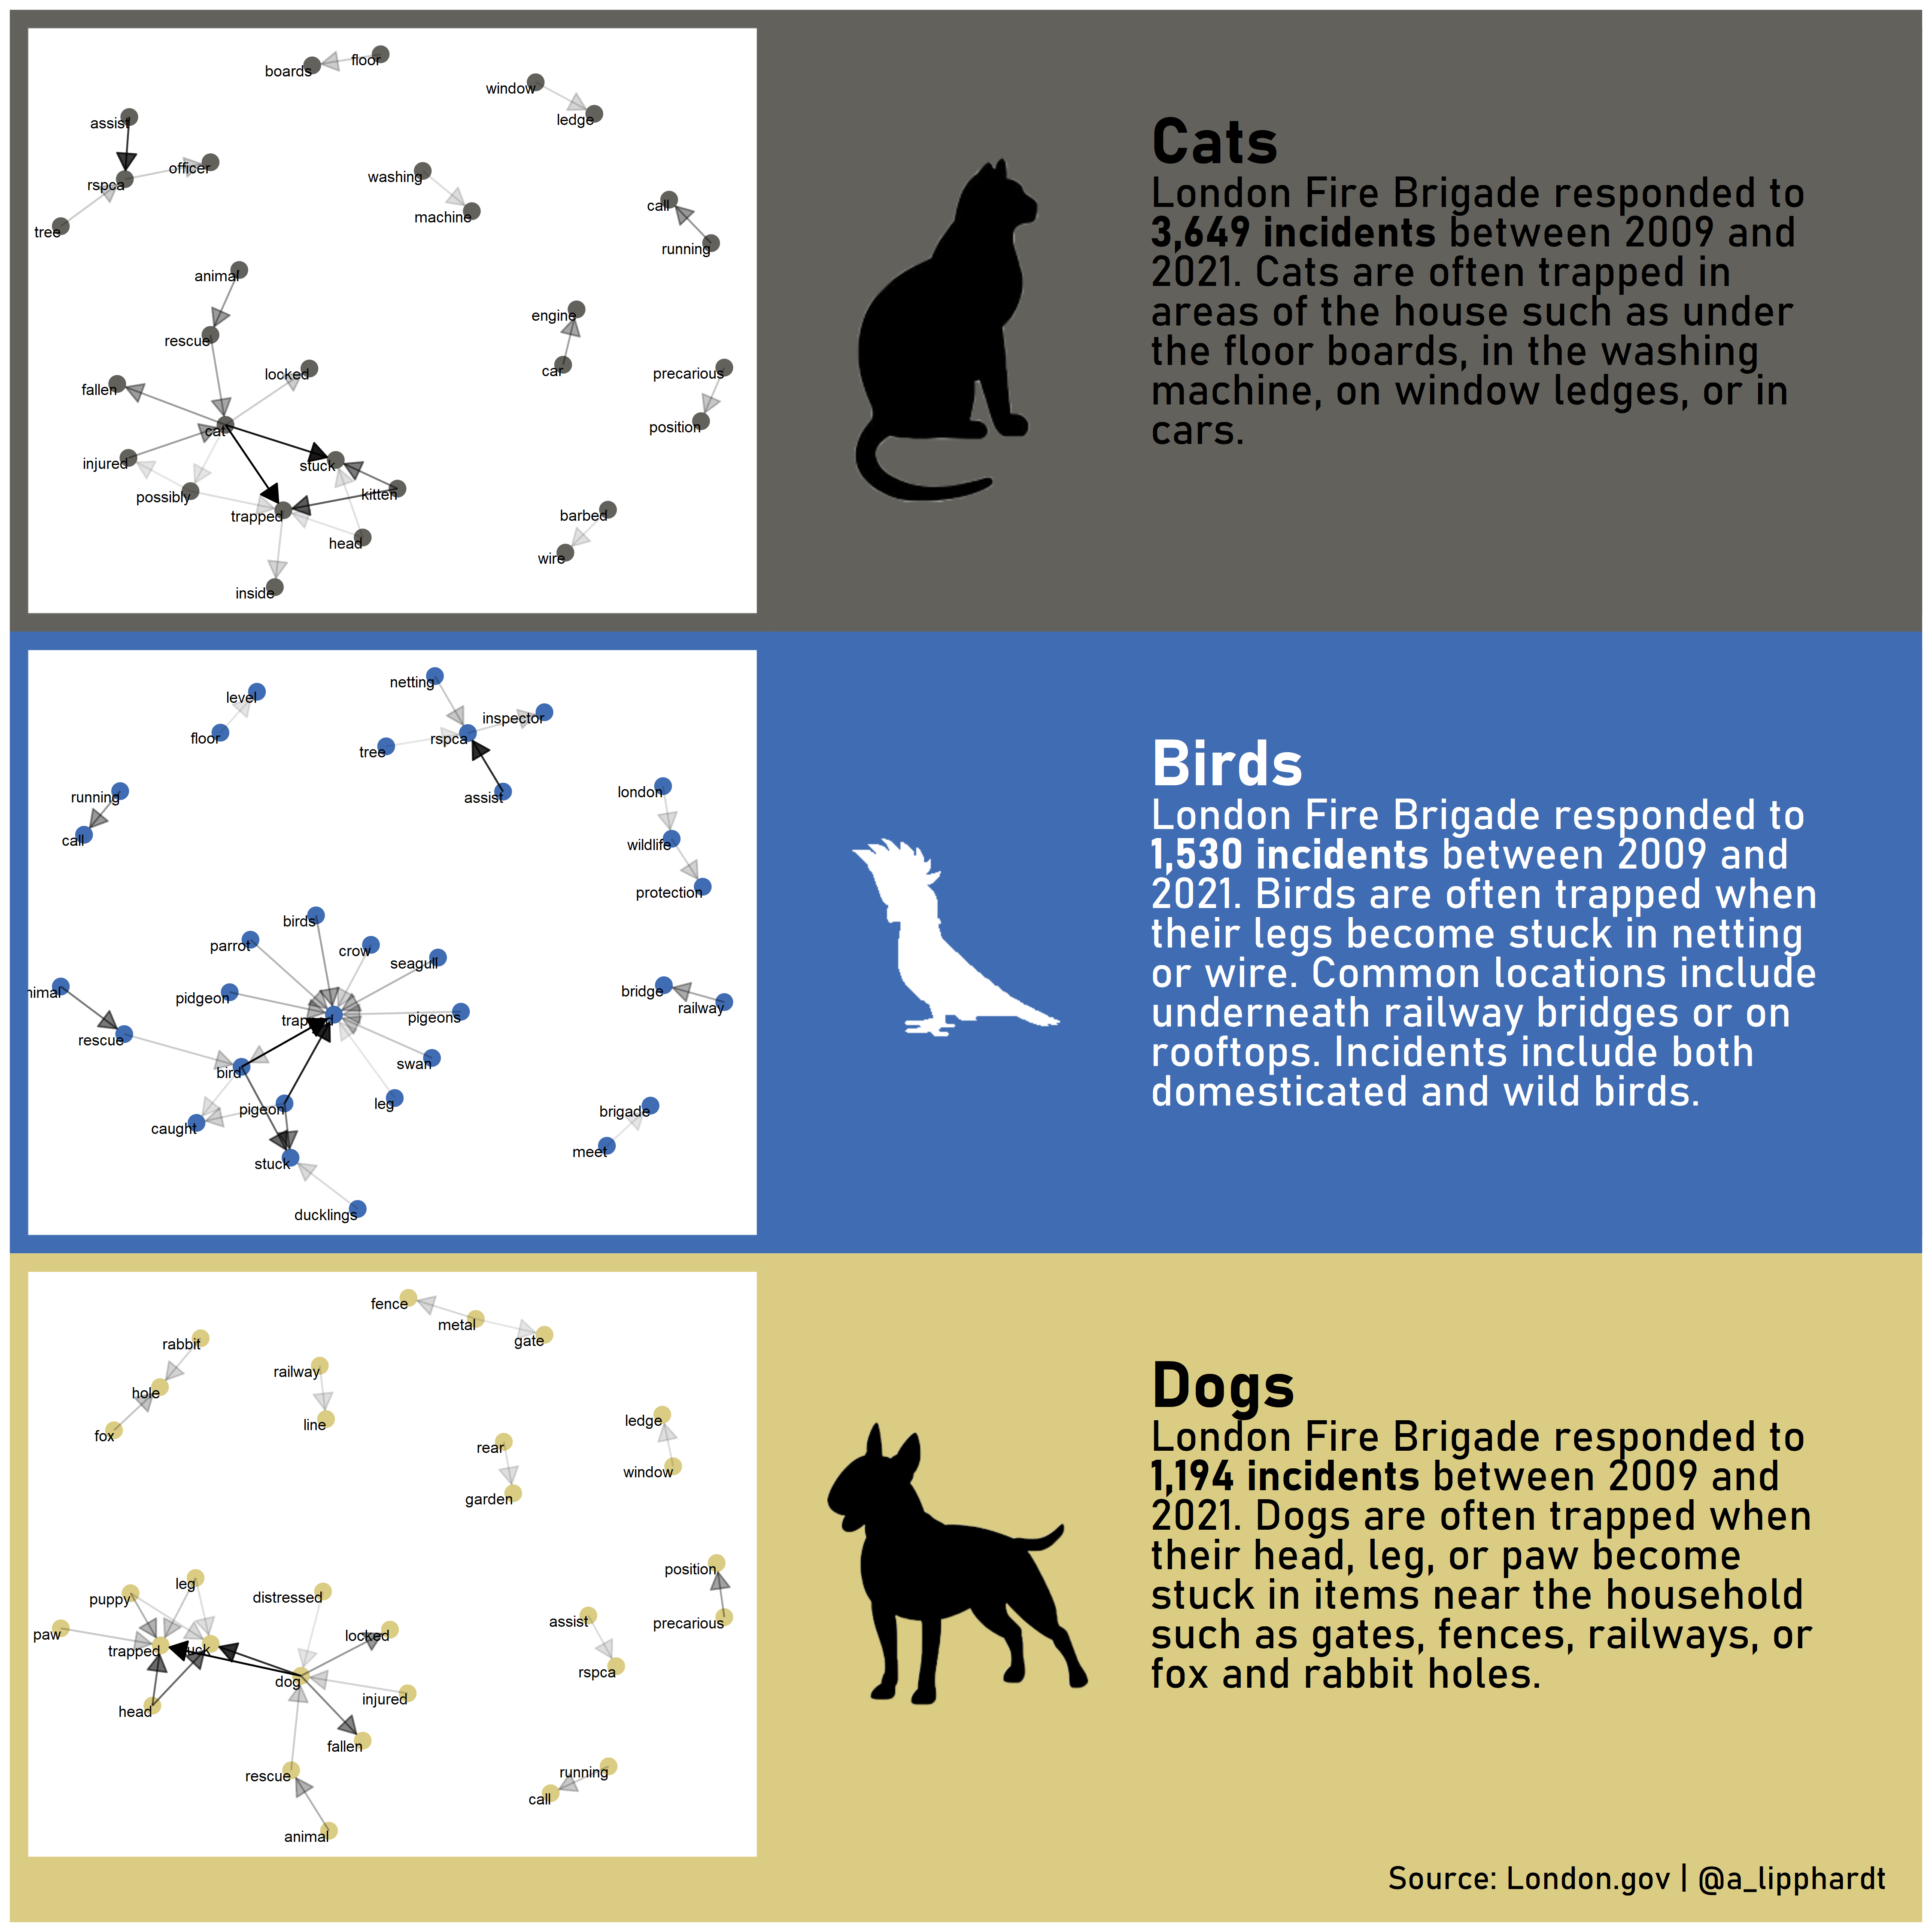 boards
floor
window
ledge
assist
officer
rspca
washing
machine
call
running
tree
animal
engine
rescue
locked
car
precarious
fallen
position
cat
injured
stuck
possibly
kitten
trapped
barbed
head
wire
inside
Cats
London Fire Brigade responded to
3,649 incidents between 2009 and
2021. Cats are often trapped in
areas of the house such as under
the floor boards, in the washing
machine, on window ledges, or in
cars.
netting
level
inspector
floor
rspca
tree
running
assist
london
call
wildlife
protection
birds
parrot
crow
seagull
nimal
pidgeon
bridge
railway
trapped
pigeons
rescue
swan
bird
leg
pigeon
brigade
caught
meet
stuck
ducklings
Birds
London Fire Brigade responded to
1,530 incidents between 2009 and
2021. Birds are often trapped when
their legs become stuck in netting
or wire. Common locations include
underneath railway bridges or on
rooftops. Incidents include both
domesticated and wild birds.
fence
metal
gate
rabbit
railway
hole
line
ledge
fox
rear
window
garden
position
leg
puppy
distressed
assist
precarious
paw
locked
trapped
stuck
rspca
dog
injured
head
fallen
rescue
running
call
animal
Dogs
London Fire Brigade responded to
1,194 incidents between 2009 and
2021. Dogs are often trapped when
their head, leg, or paw become
stuck in items near the household
such as gates, fences, railways, or
fox and rabbit holes.
Source: London.gov | @a_lipphardt